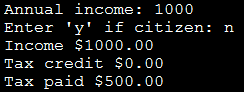 Annual income: 1000
Enter 'y' if citizen: n
Income $1000.00
Tax credit $0.00
Tax paid $500.00